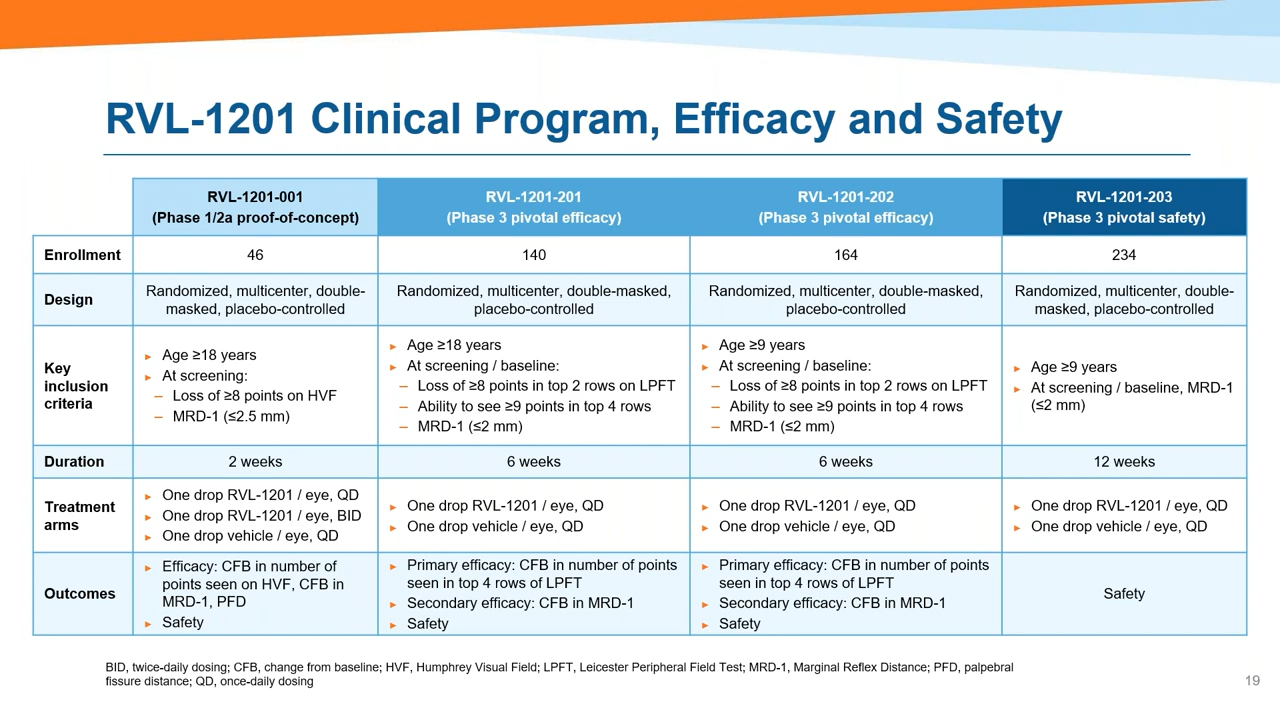 RVL-1201 Clinical Program, Efficacy and Safety
RVL-1201-001
(Phase 1/2a proof-of-concept)
RVL-1201-201
(Phase 3 pivotal efficacy)
RVL-1201-202
(Phase 3 pivotal efficacy)
RVL-1201-203
(Phase 3 pivotal safety)
Enrollment
46
140
164
234
Design
Randomized, multicenter, double-
masked, placebo-controlled
Randomized, multicenter, double-masked,
placebo-controlled
Randomized, multicenter, double-masked,
placebo-controlled
Randomized, multicenter, double-
masked, placebo-controlled
Key
inclusion
criteria
► Age ≥18 years
► At screening:
– Loss of ≥8 points on HVF
– MRD-1 (≤2.5 mm)
► Age ≥18 years
► At screening / baseline:
– Loss of ≥8 points in top 2 rows on LPFT
– Ability to see ≥9 points in top 4 rows
– MRD-1 (≤2 mm)
► Age ≥9 years
► At screening / baseline:
– Loss of ≥8 points in top 2 rows on LPFT
– Ability to see ≥9 points in top 4 rows
– MRD-1 (≤2 mm)
► Age ≥9 years
► At screening / baseline, MRD-1
(≤2 mm)
Duration
2 weeks
6 weeks
6 weeks
12 weeks
Treatment
arms
► One drop RVL-1201 / eye, QD
► One drop RVL-1201 / eye, BID
► One drop vehicle / eye, QD
► One drop RVL-1201 / eye, QD
► One drop vehicle / eye, QD
► One drop RVL-1201 / eye, QD
► One drop vehicle / eye, QD
► One drop RVL-1201 / eye, QD
► One drop vehicle / eye, QD
Outcomes
► Efficacy: CFB in number of
points seen on HVF, CFB in
MRD-1, PFD
► Safety
► Primary efficacy: CFB in number of points
seen in top 4 rows of LPFT
► Secondary efficacy: CFB in MRD-1
► Safety
► Primary efficacy: CFB in number of points
seen in top 4 rows of LPFT
► Secondary efficacy: CFB in MRD-1
► Safety
Safety
BID, twice-daily dosing; CFB, change from baseline; HVF, Humphrey Visual Field; LPFT, Leicester Peripheral Field Test; MRD-1, Marginal Reflex Distance; PFD, palpebral
fissure distance; QD, once-daily dosing
19